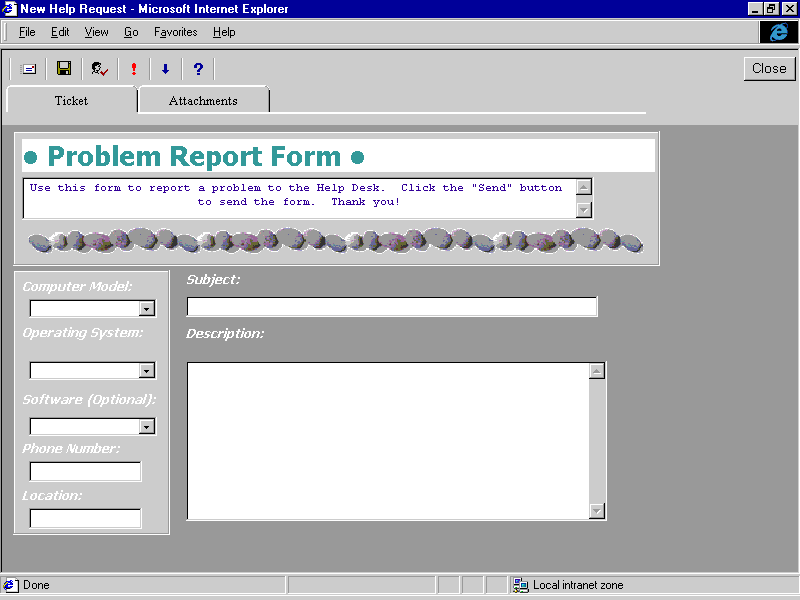 New Help Request - Microsoft Internet Explorer
File Edit View Go Favorites Help
Close
Ticket Attachments
● Problem Report Form ●
Use this form to report a problem to the Help Desk. Click the "Send" button
to send the form. Thank you!
Computer Model:
Subject:
Operating System:
Description:
Software (Optional):
Phone Number:
Location:
Done Local intranet zone